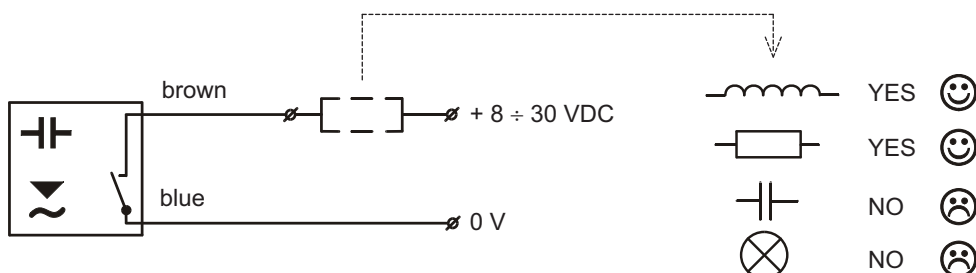 brown
+ 8 ÷ 30 VDC
blue
0 V
YES
YES
NO
NO